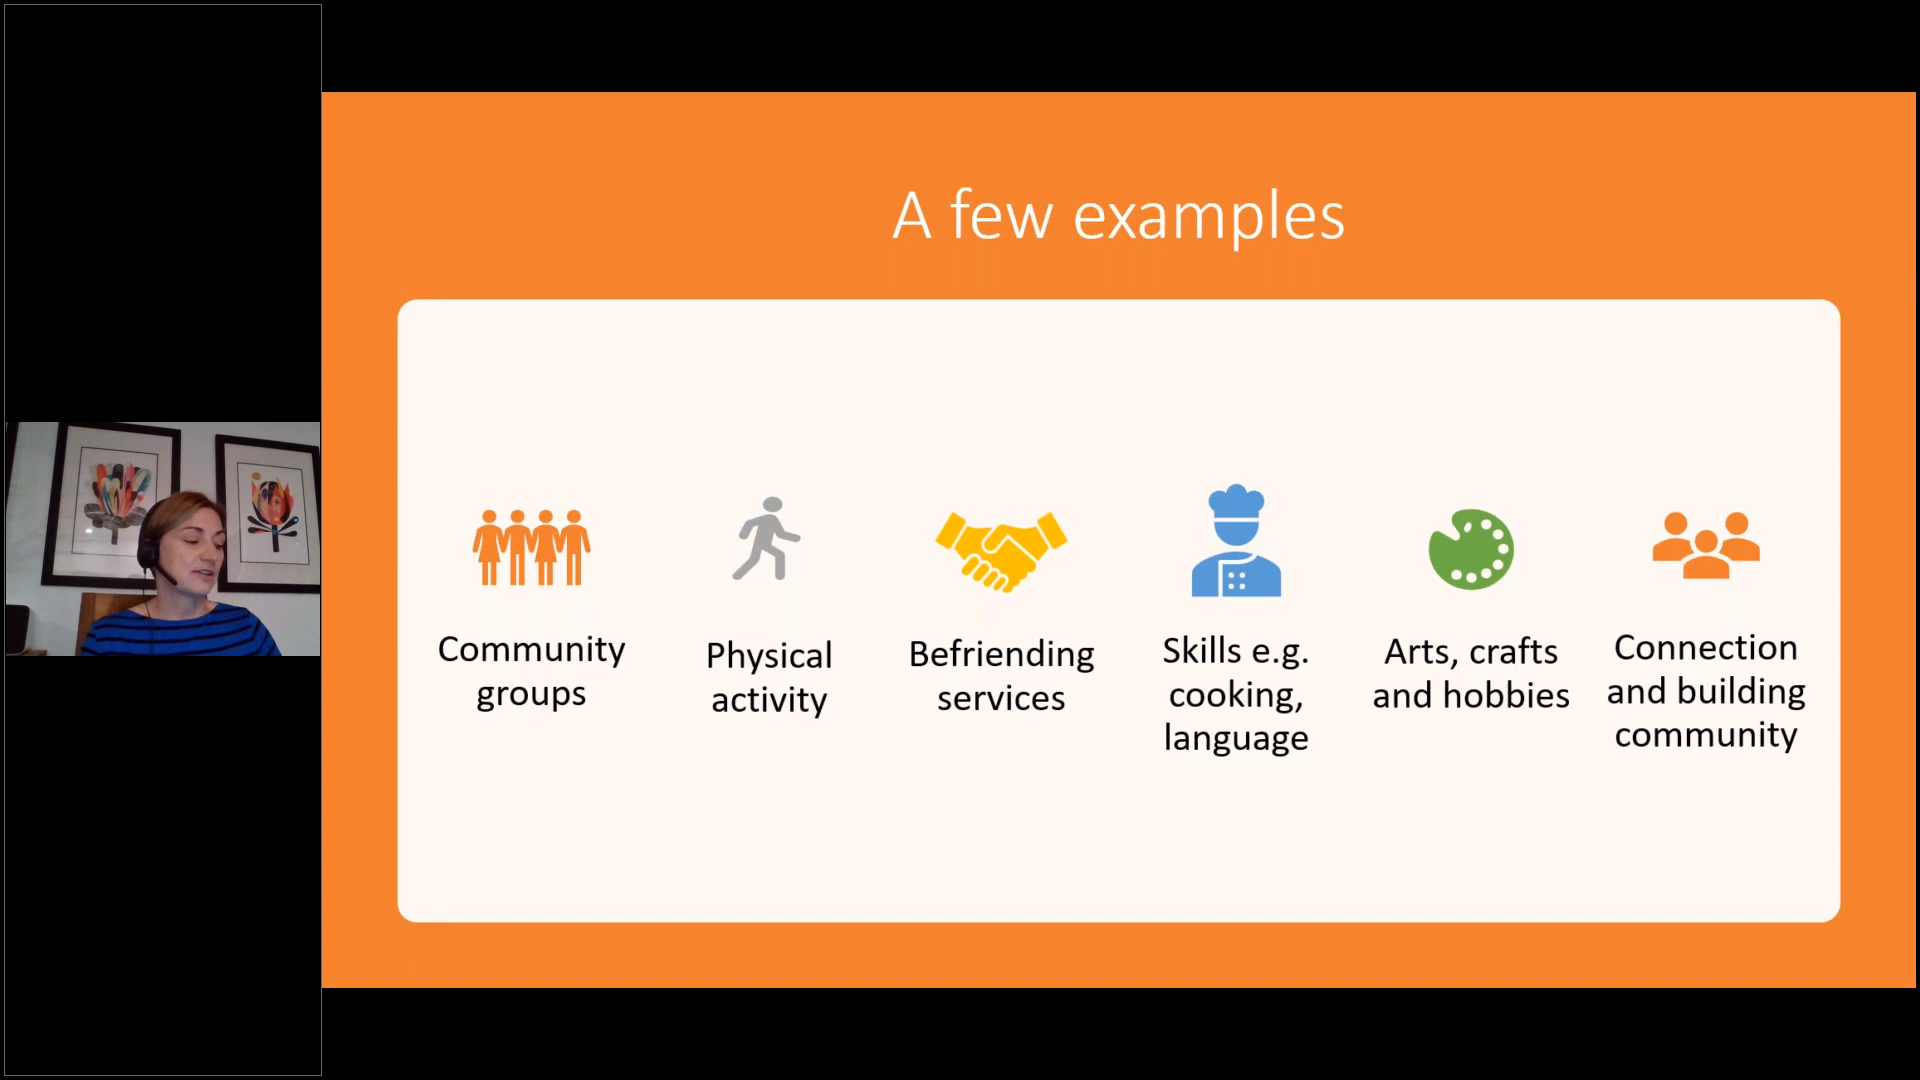 A few examples
Community
groups
Physical
activity
Befriending
services
Skills e.g.
cooking,
language
Arts, crafts
and hobbies
Connection
and building
community